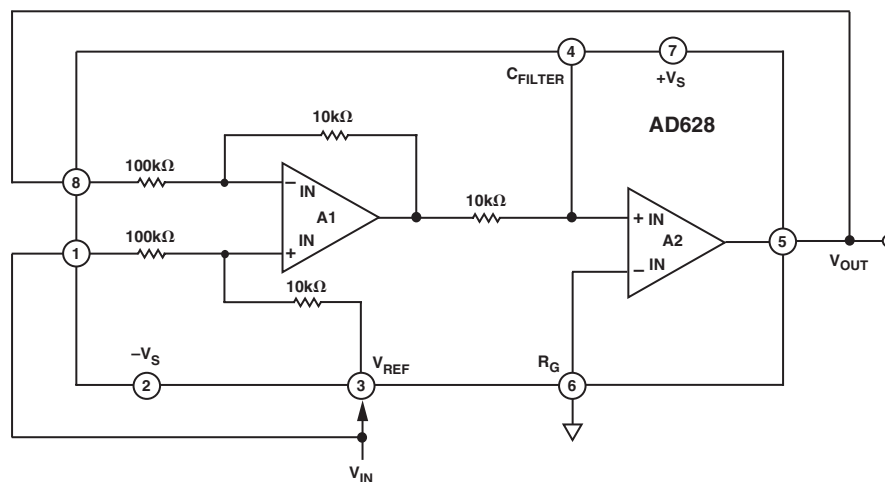 4
7
C_FILTER
+V_S
10kΩ
AD628
100kΩ
8
– IN
A1
10kΩ
+ IN
100kΩ
1
+ IN
A2
– IN
5
V_OUT
10kΩ
–V_S
V_REF
R_G
2
3
6
V_IN